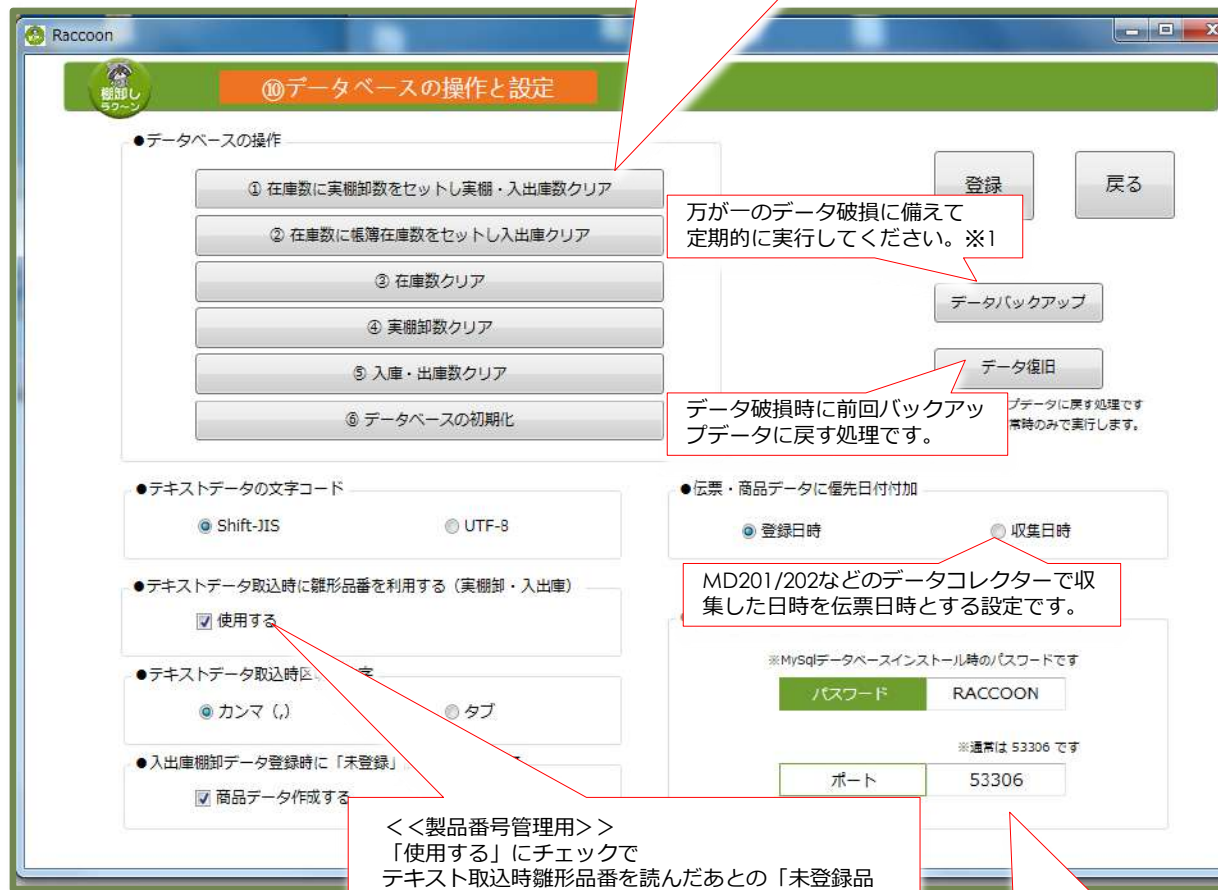 Raccoon
棚卸し
ラクーン
⑩データベースの操作と設定
●データベースの操作
① 在庫数に実棚卸数をセットし実棚・入出庫数クリア
② 在庫数に帳簿在庫数をセットし入出庫クリア
③ 在庫数クリア
④ 実棚卸数クリア
⑤ 入庫・出庫数クリア
⑥ データベースの初期化
登録
戻る
万が一のデータ破損に備えて
定期的に実行してください。※1
データバックアップ
データ復旧
データ破損時に前回バックアッ
プデータに戻す処理です。
プデータに戻す処理です
常時のみで実行します。
●テキストデータの文字コード
Shift-JIS
UTF-8
●伝票・商品データに優先日付付加
登録日時
収集日時
MD201/202などのデータコレクターで収
集した日時を伝票日時とする設定です。
●テキストデータ取込時に雛形品番を利用する（実棚卸・入出庫）
使用する
●テキストデータ取込時区
字
カンマ（,）
タブ
●入出庫棚卸データ登録時に「未登録」
商品データ作成する
※MySqlデータベースインストール時のパスワードです
パスワード
RACCOON
※通常は 53306 です
ポート
53306
＜＜製品番号管理用＞＞
「使用する」にチェックで
テキスト取込時雛形品番を読んだあとの「未登録品